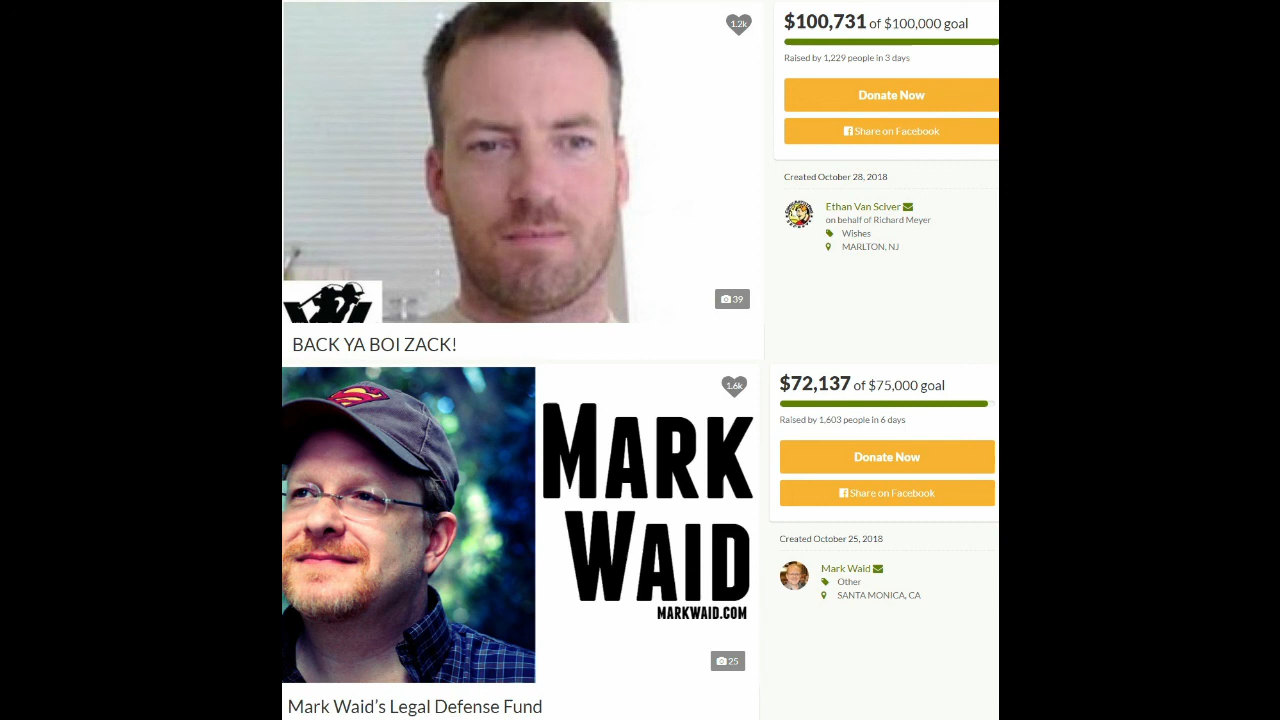 1.2k
$100,731 of $100,000 goal
Raised by 1,229 people in 3 days
Donate Now
Share on Facebook
Created October 28, 2018
Ethan Van Sciver
on behalf of Richard Meyer
Wishes
MARLTON, NJ
39
BACK YA BOI ZACK!
1.6k
MARK
WAID
MARKWAID.COM
25
Mark Waid's Legal Defense Fund
$72,137 of $75,000 goal
Raised by 1,603 people in 6 days
Donate Now
Share on Facebook
Created October 25, 2018
Mark Waid
Other
SANTA MONICA, CA